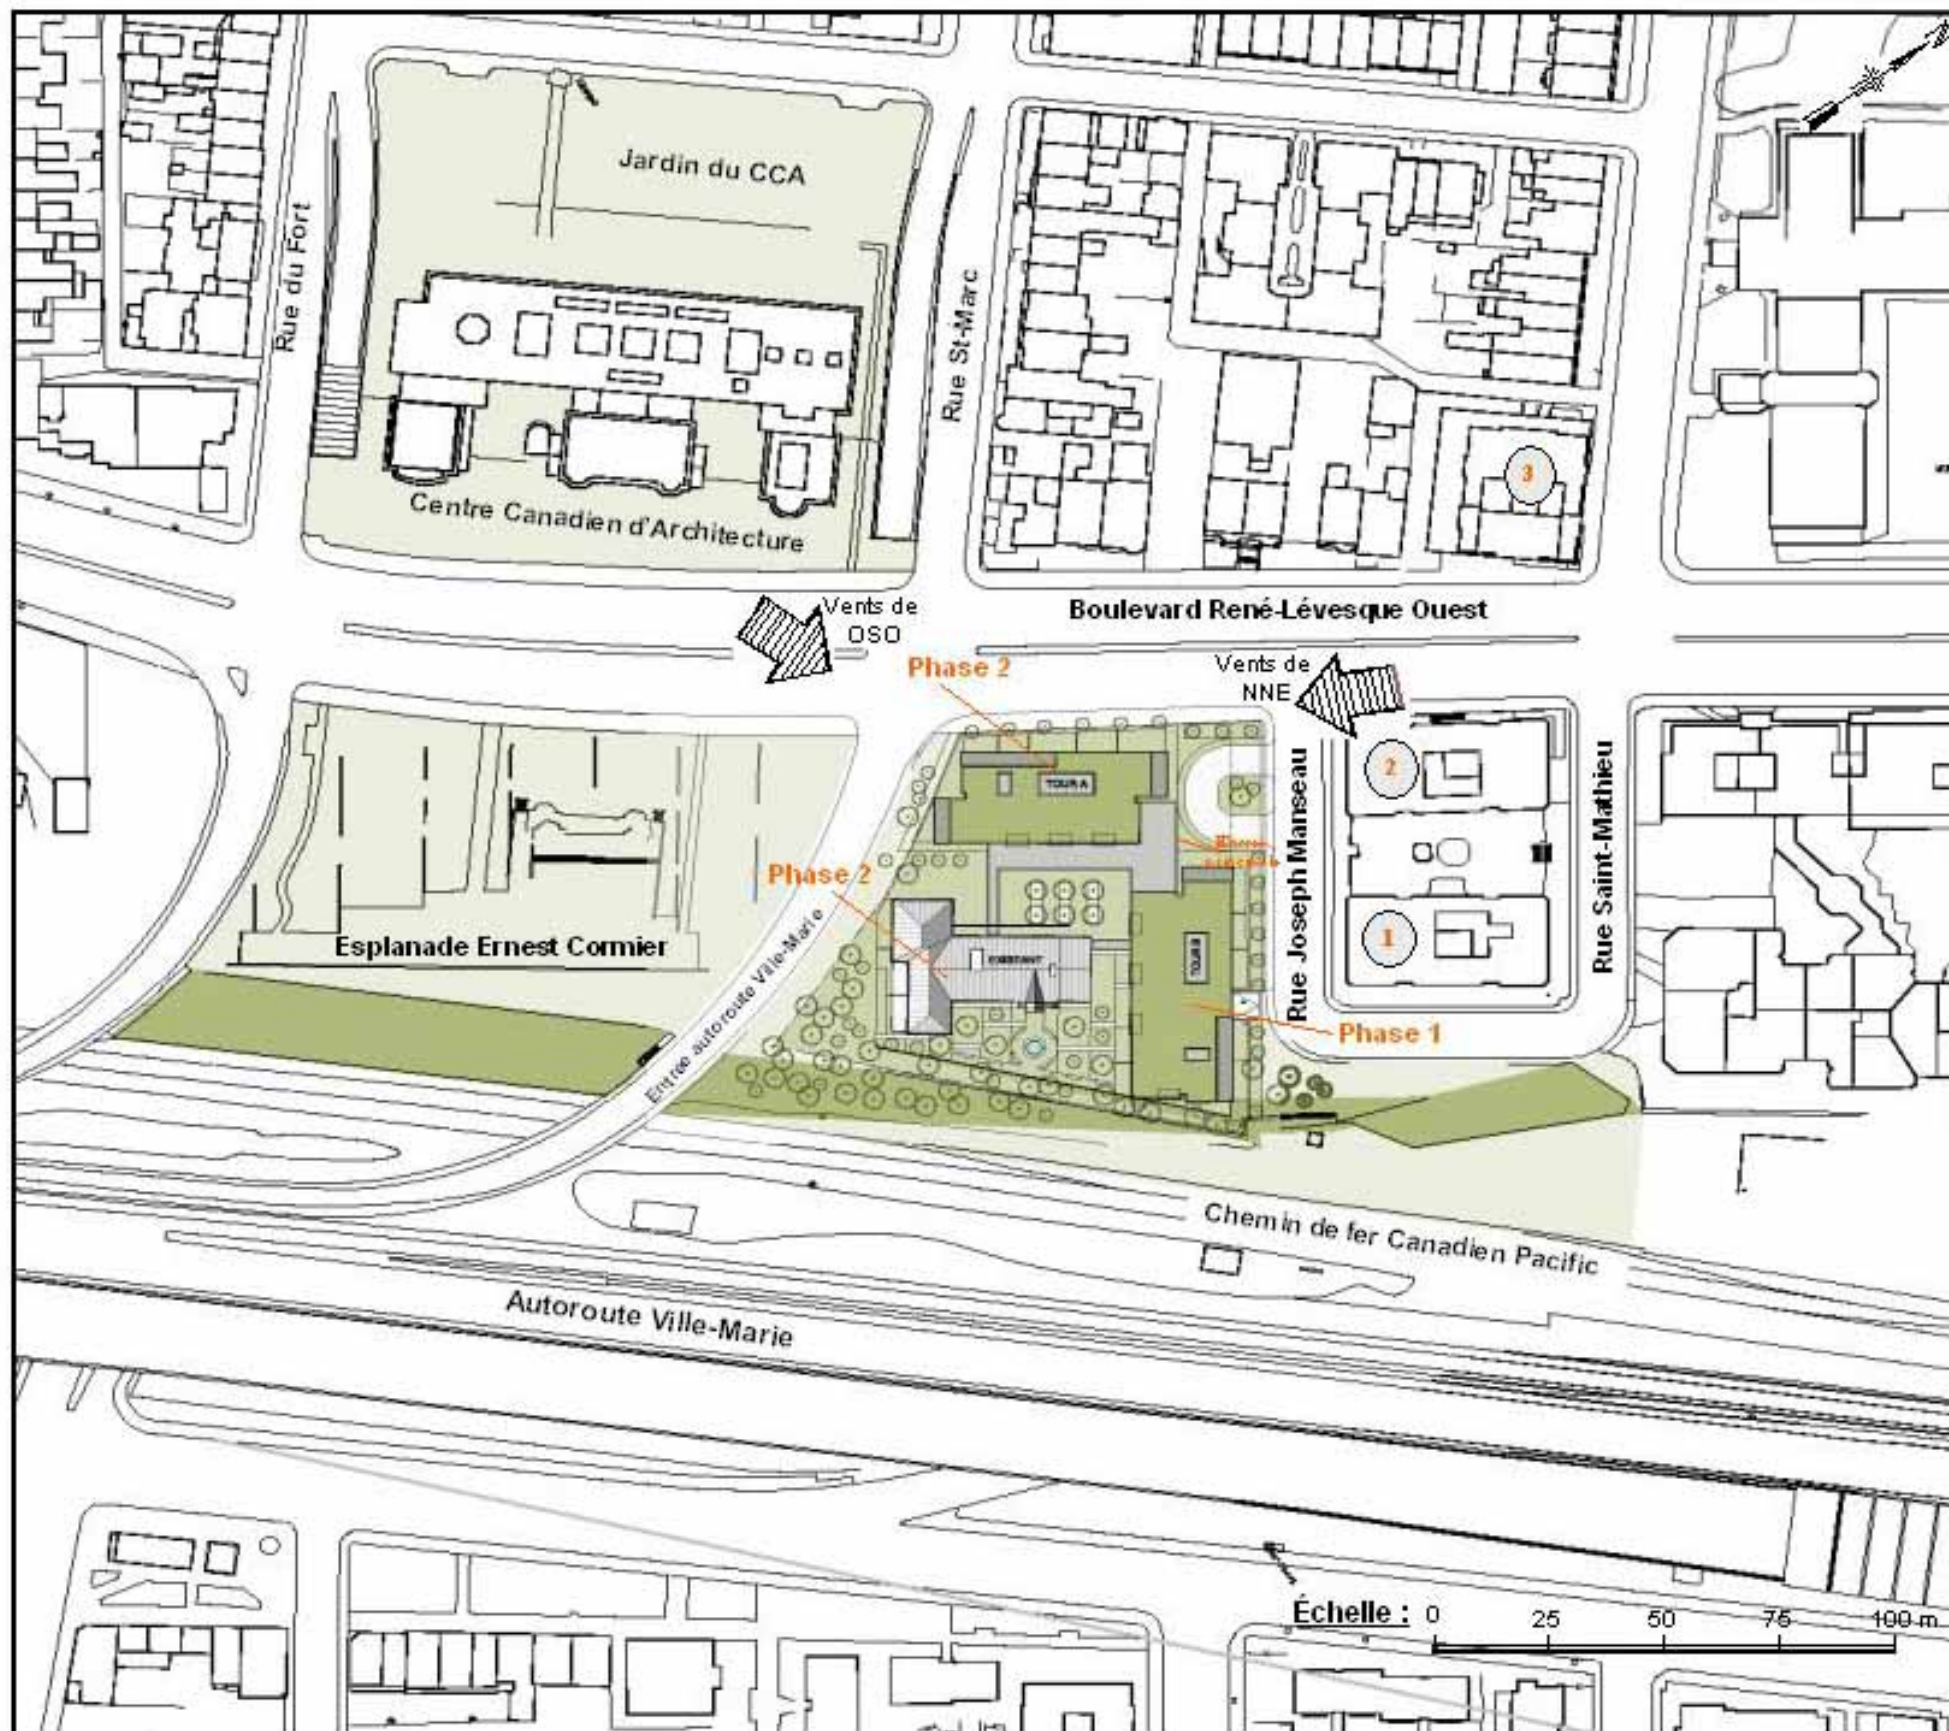 Jardin du CCA
Rue du Fort
Rue St-Marc
3
Centre Canadien d'Architecture
Vents de
OSO
Boulevard René-Lévesque Ouest
Phase 2
Vents de
NNE
TOUR A
2
Rue Joseph Manseau
Rue Saint-Mathieu
Phase 2
Esplanade Ernest Cormier
Entrée autoroute Ville-Marie
EXISTANT
TOUR B
1
Phase 1
Chemin de fer Canadien Pacific
Autoroute Ville-Marie
Échelle : 0 25 50 75 100 m